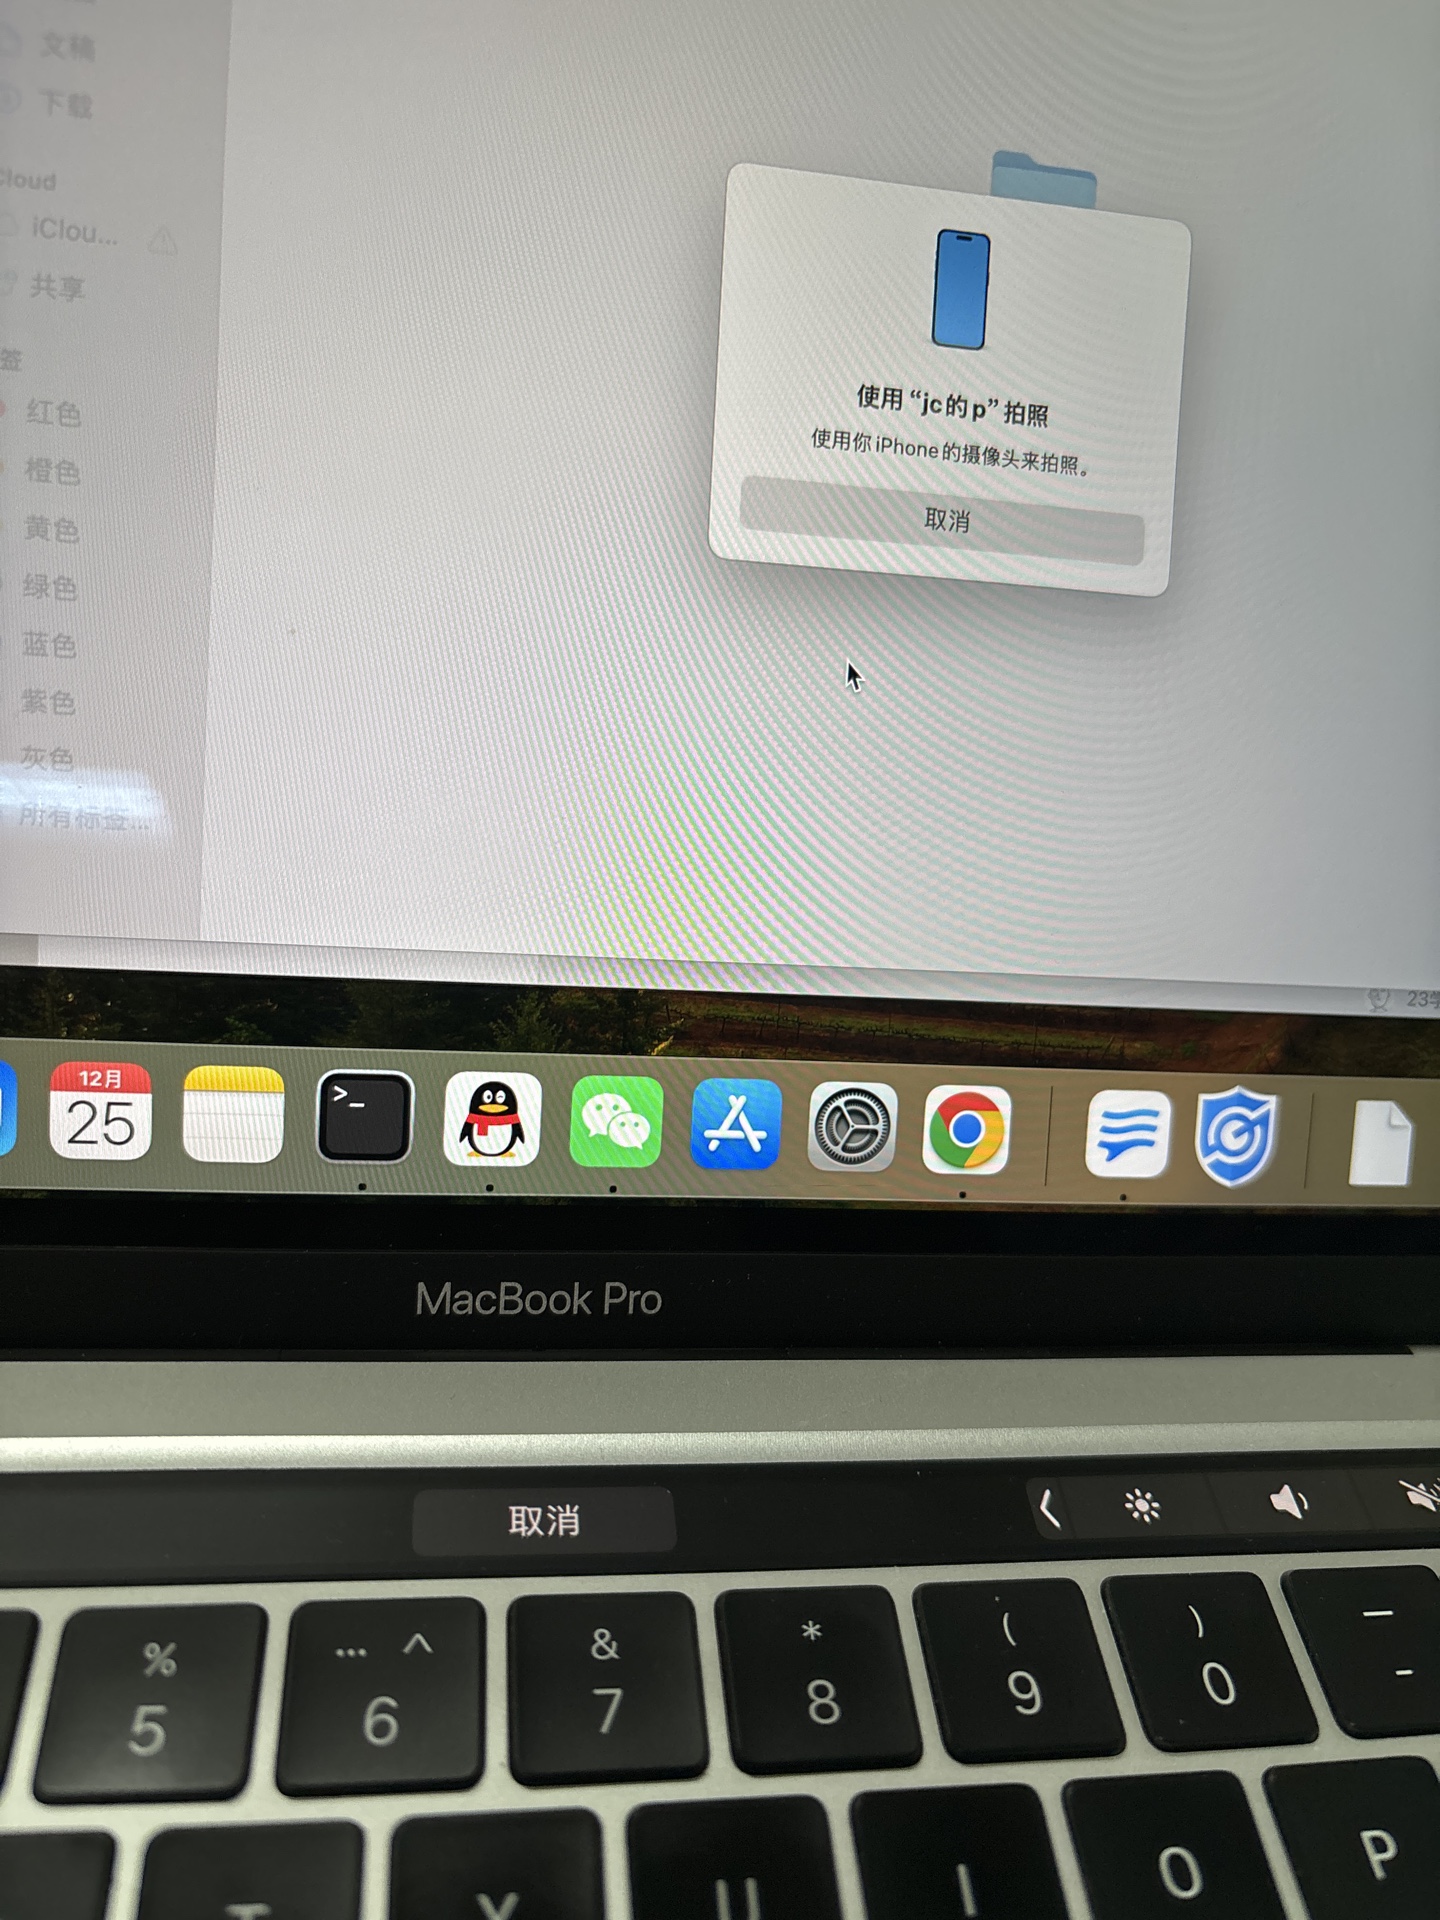 文稿
下载
Cloud
iClou...
共享
签
红色
橙色
黄色
绿色
蓝色
紫色
灰色
所有标签...
使用“jc的p”拍照
使用你iPhone的摄像头来拍照。
取消
23
12月
25
>_
MacBook Pro
取消
% & * ( ) —
5 ... ^ 6 7 8 9 0 -
Y U I O P